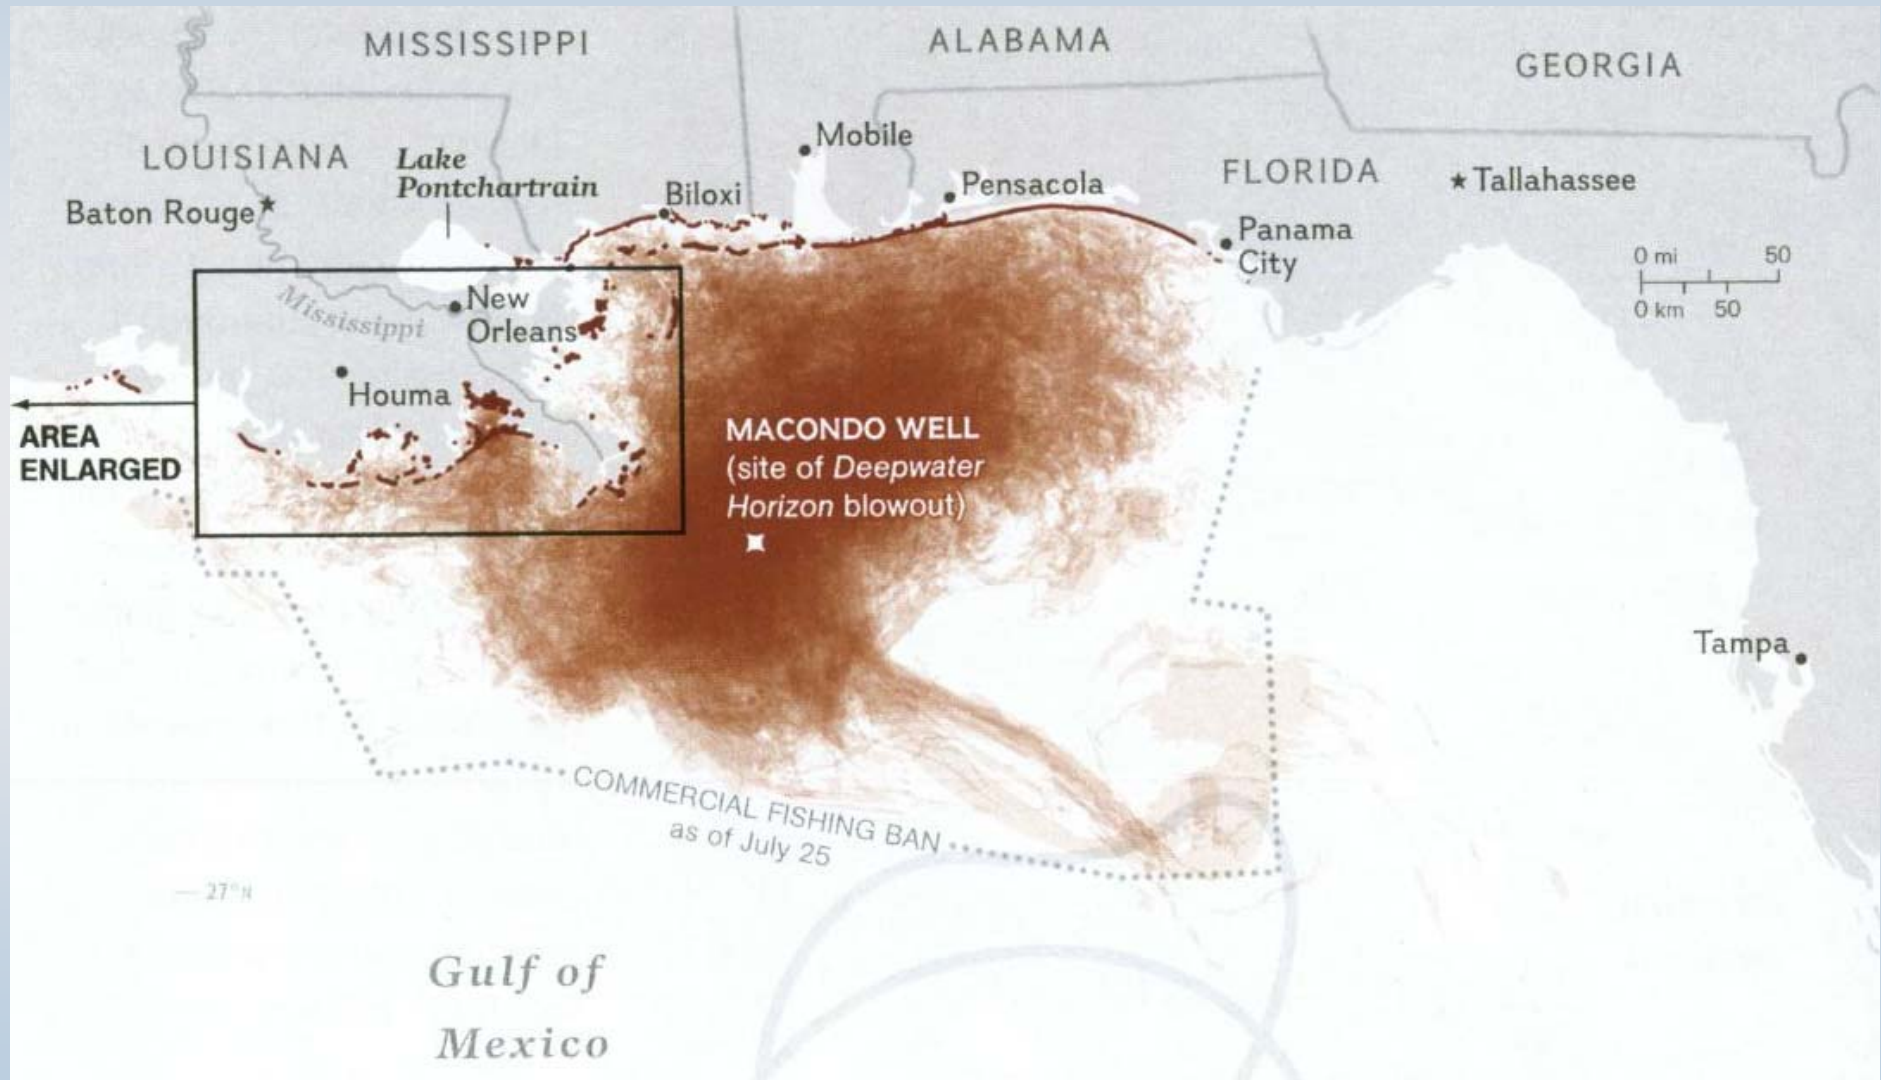 MISSISSIPPI
ALABAMA
GEORGIA
Mobile
LOUISIANA
Lake
Pontchartrain
Biloxi
Pensacola
FLORIDA
Tallahassee
Baton Rouge
Panama
City
0 mi 50
0 km 50
New
Orleans
Mississippi
Houma
AREA
ENLARGED
MACONDO WELL
(site of Deepwater
Horizon blowout)
Tampa
COMMERCIAL FISHING BAN
as of July 25
27°N
Gulf of
Mexico